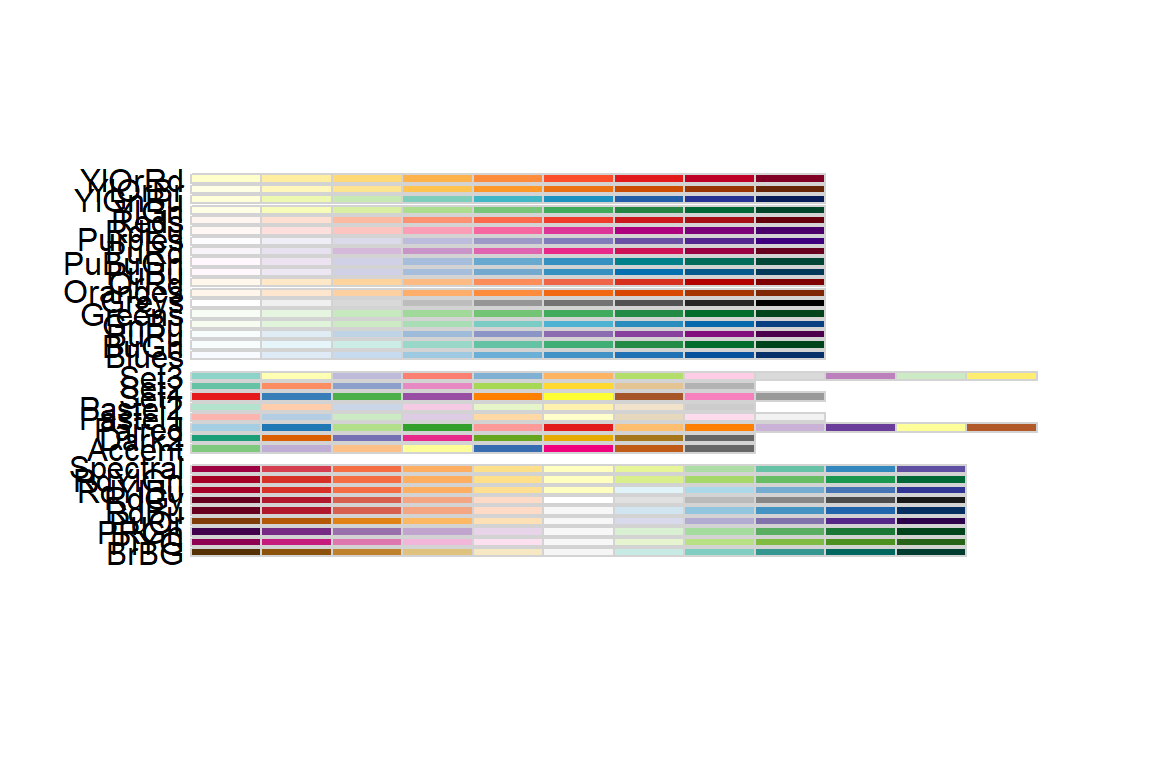 YlOrRd
YlOrBr
YlGnBu
YlGn
Reds
RdPu
Purples
PuRd
PuBuGn
PuBu
OrRd
Oranges
Greys
Greens
GnBu
BuPu
BuGn
Blues
Set3
Set2
Set1
Pastel2
Pastel1
Paired
Dark2
Accent
Spectral
RdYlGn
RdYlBu
RdGy
RdBu
PuOr
PRGn
PiYG
BrBG